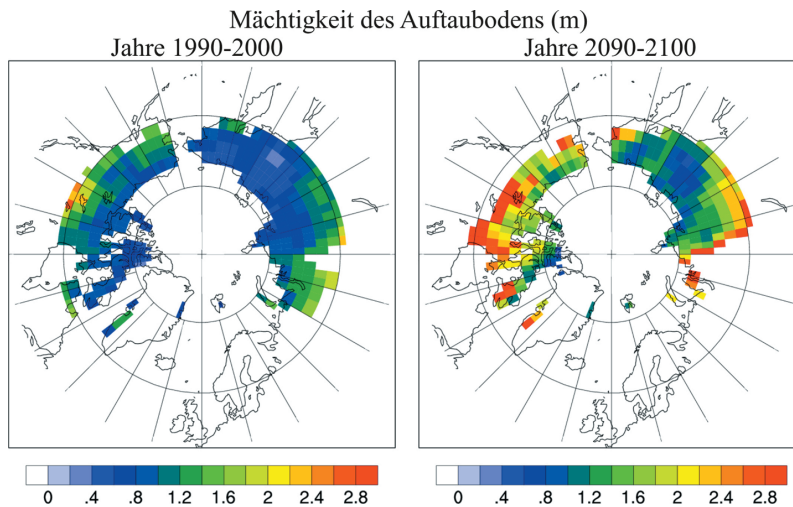 Mächtigkeit des Auftaubodens (m)
Jahre 1990-2000
Jahre 2090-2100
0 .4 .8 1.2 1.6 2 2.4 2.8
0 .4 .8 1.2 1.6 2 2.4 2.8